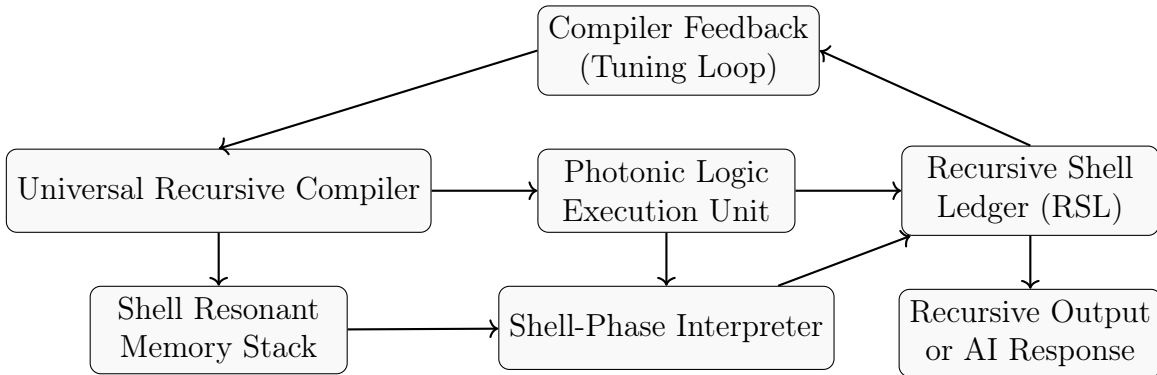 Compiler Feedback
(Tuning Loop)
Universal Recursive Compiler
Photonic Logic
Execution Unit
Recursive Shell
Ledger (RSL)
Shell Resonant
Memory Stack
Shell-Phase Interpreter
Recursive Output
or AI Response